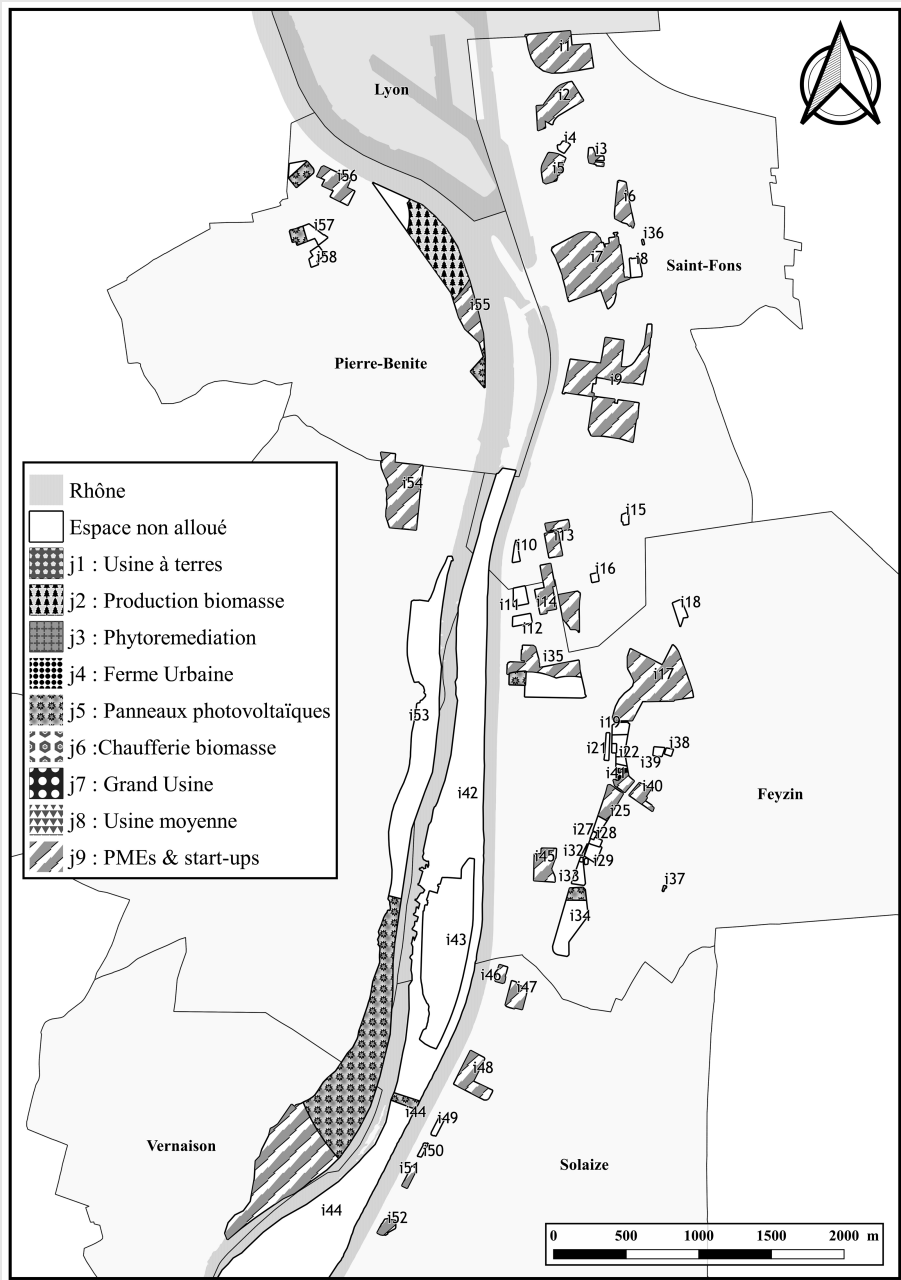 Lyon
i1
i2
i4
i3
i5
i56
i6
i57
i36
i7
i8
i58
Saint-Fons
i55
Pierre-Benite
i9
i54
Rhône
Espace non alloué
j1 : Usine à terres
j2 : Production biomasse
j3 : Phytoremediation
j4 : Ferme Urbaine
j5 : Panneaux photovoltaïques
j6 :Chaufferie biomasse
j7 : Grand Usine
j8 : Usine moyenne
j9 : PMEs & start-ups
i15
i13
i10
i16
i11
i14
i18
i12
i35
i17
i53
i19
i21
i22
i38
i39
i41
i40
i42
i25
Feyzin
i27
i28
i32
i45
i29
i33
i37
i34
i43
i46
i47
i48
i44
i49
Vernaison
i50
i51
Solaize
i44
i52
0 500 1000 1500 2000 m